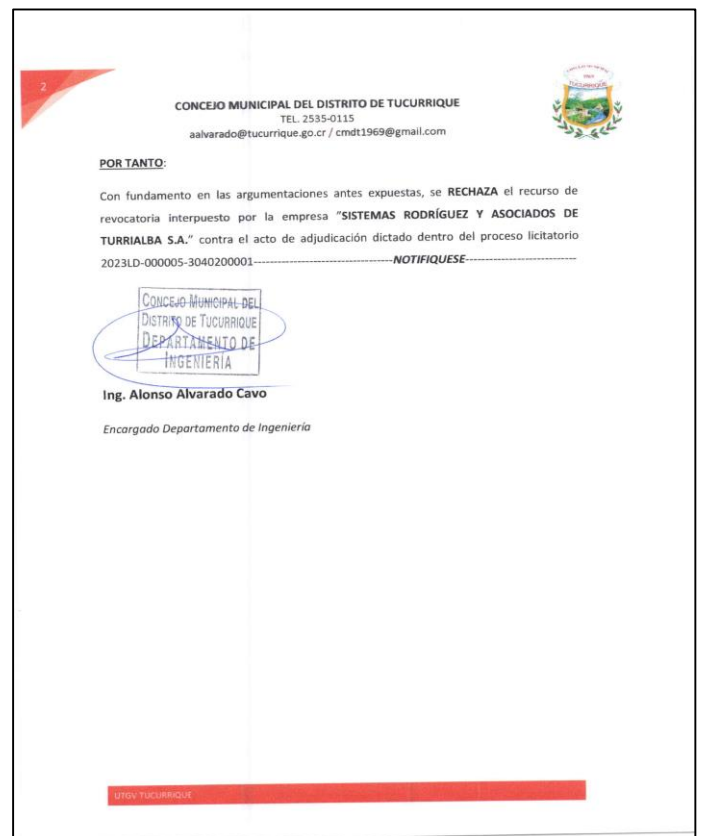 2
CONCEJO MUNICIPAL DEL DISTRITO DE TUCURRIQUE
TEL. 2535-0115
aalvarado@tucurrique.go.cr / cmdt1969@gmail.com
TUCURRIQUE
POR TANTO:
Con fundamento en las argumentaciones antes expuestas, se RECHAZA el recurso de
revocatoria interpuesto por la empresa "SISTEMAS RODRÍGUEZ Y ASOCIADOS DE
TURRIALBA S.A." contra el acto de adjudicación dictado dentro del proceso licitatorio
2023LD-000005-3040200001----------------------------------NOTIFIQUESE---------------------------
CONCEJO MUNICIPAL DEL
DISTRITO DE TUCURRIQUE
DEPARTAMENTO DE
INGENIERIA
Ing. Alonso Alvarado Cavo
Encargado Departamento de Ingeniería
UTGV TUCURRIQUE